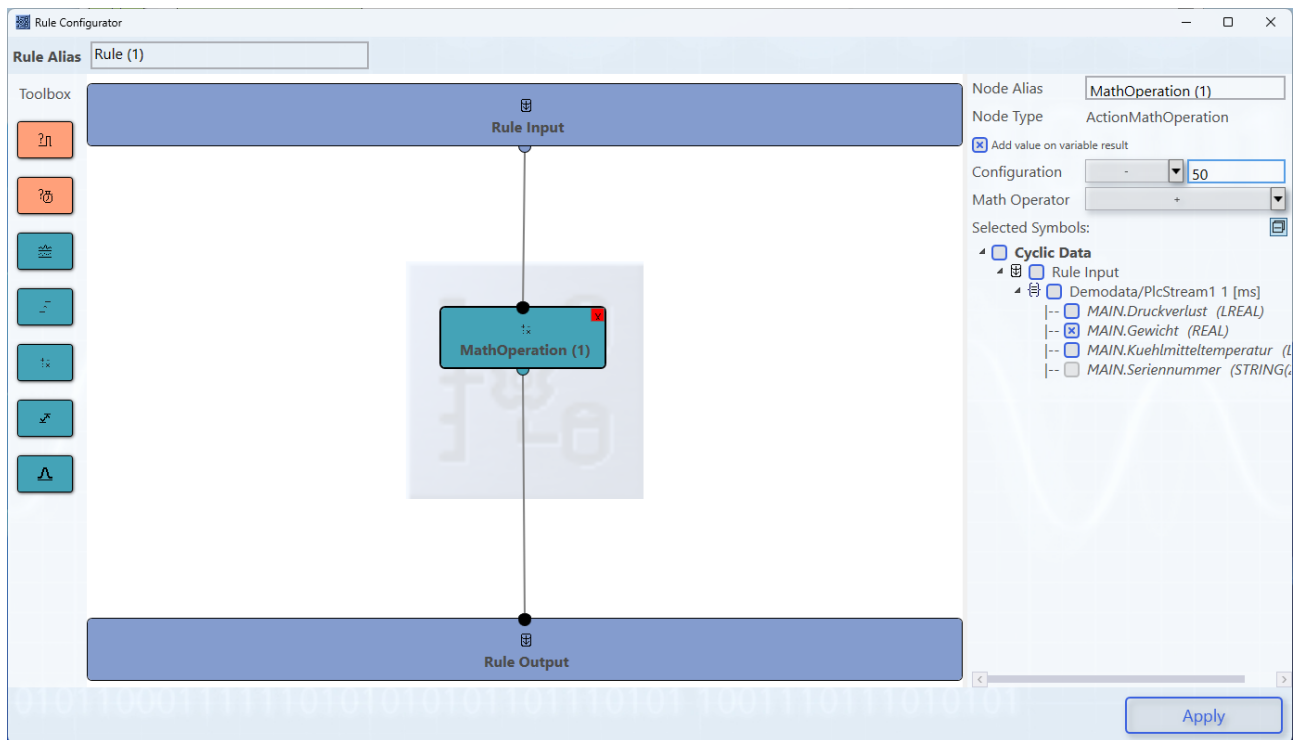 Rule Configurator
Rule Alias Rule (1)
Toolbox
Rule Input
MathOperation (1)
Rule Output
Node Alias MathOperation (1)
Node Type ActionMathOperation
Add value on variable result
Configuration - 50
Math Operator +
Selected Symbols:
Cyclic Data
Rule Input
Demodata/PlcStream1 1 [ms]
MAIN.Druckverlust (LREAL)
MAIN.Gewicht (REAL)
MAIN.Kuehlmitteltemperatur (L
MAIN.Seriennummer (STRING(
Apply